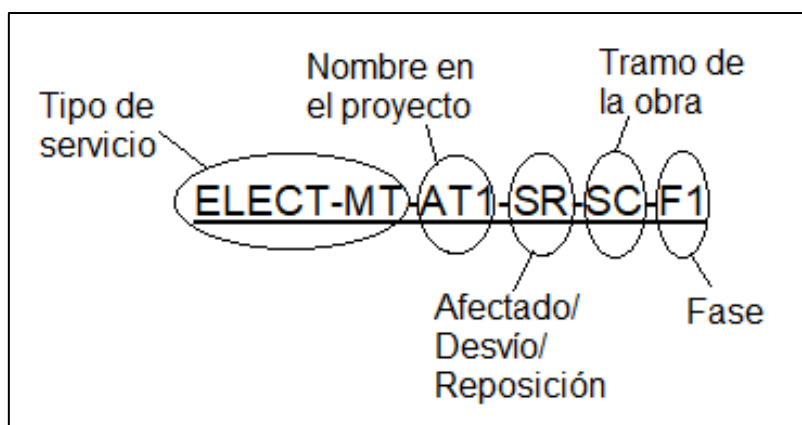 Tipo de
servicio
Nombre en
el proyecto
Tramo de
la obra
ELECT-MT-AT1-SR-SC-F1
Afectado/
Desvío/
Reposición
Fase